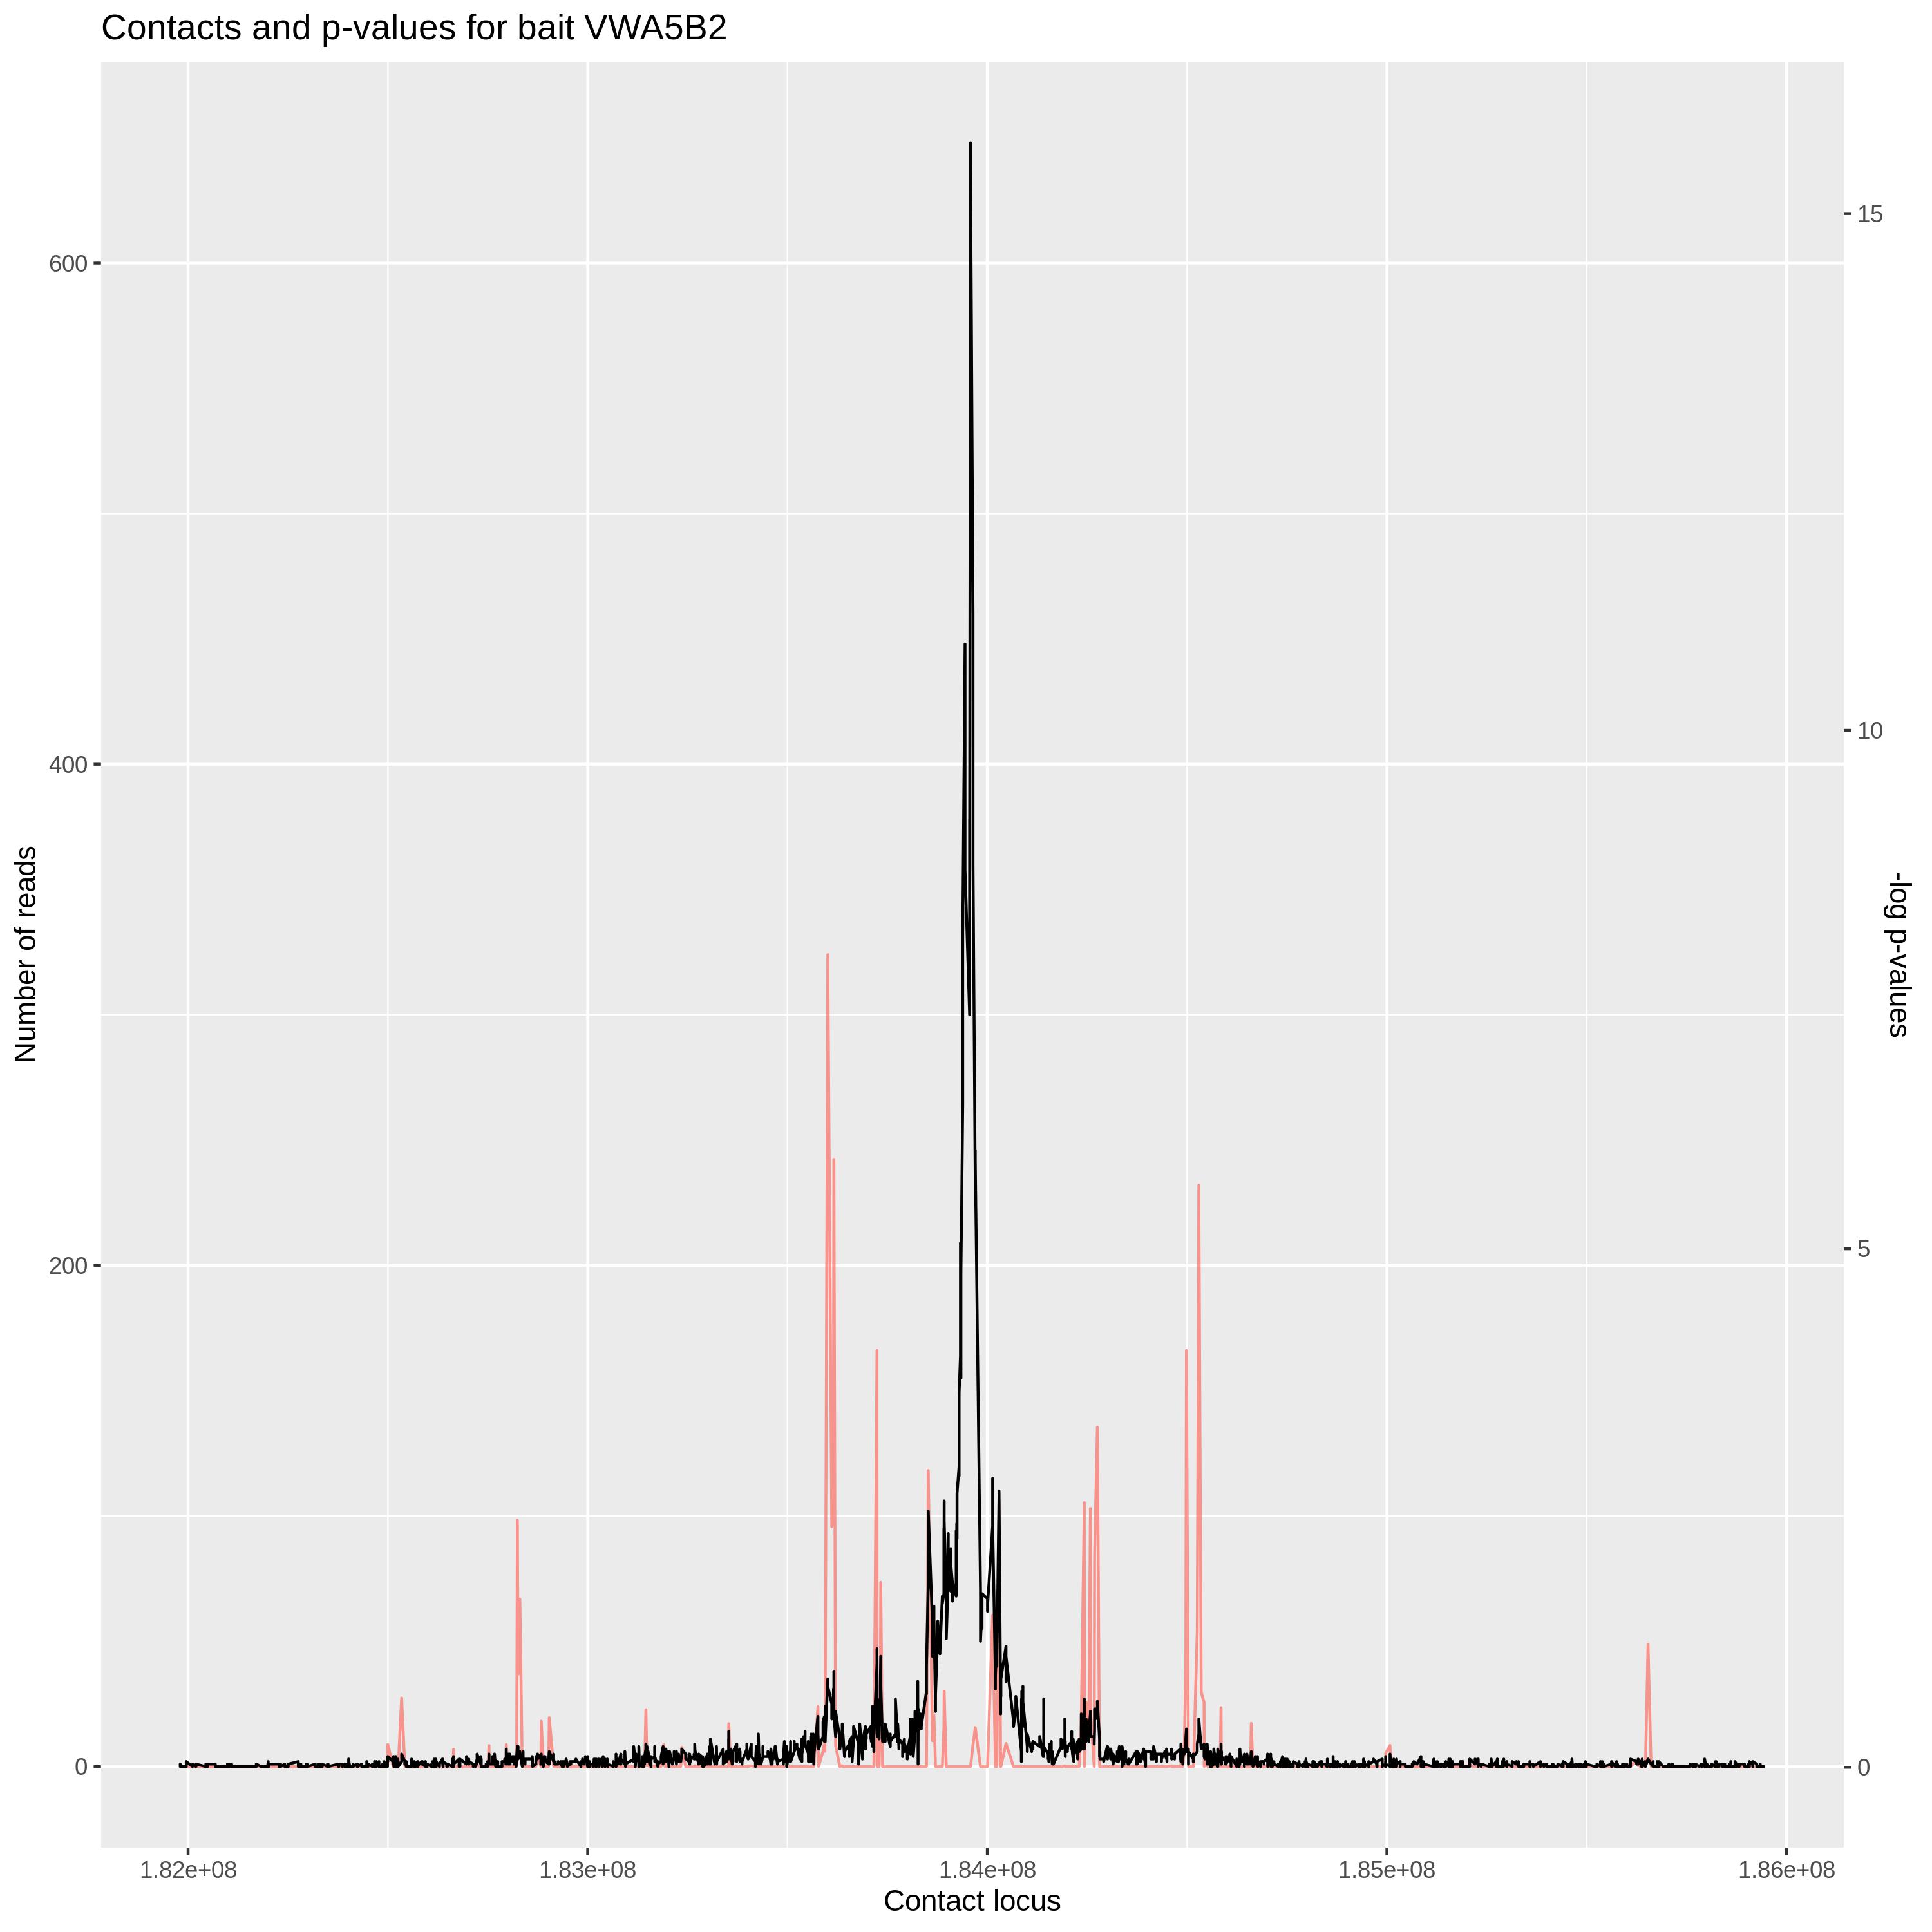 Contacts and p-values for bait VWA5B2
Number of reads
600
400
200
0
15
10
5
0
-log p-values
1.82e+08 1.83e+08 1.84e+08 1.85e+08 1.86e+08
Contact locus